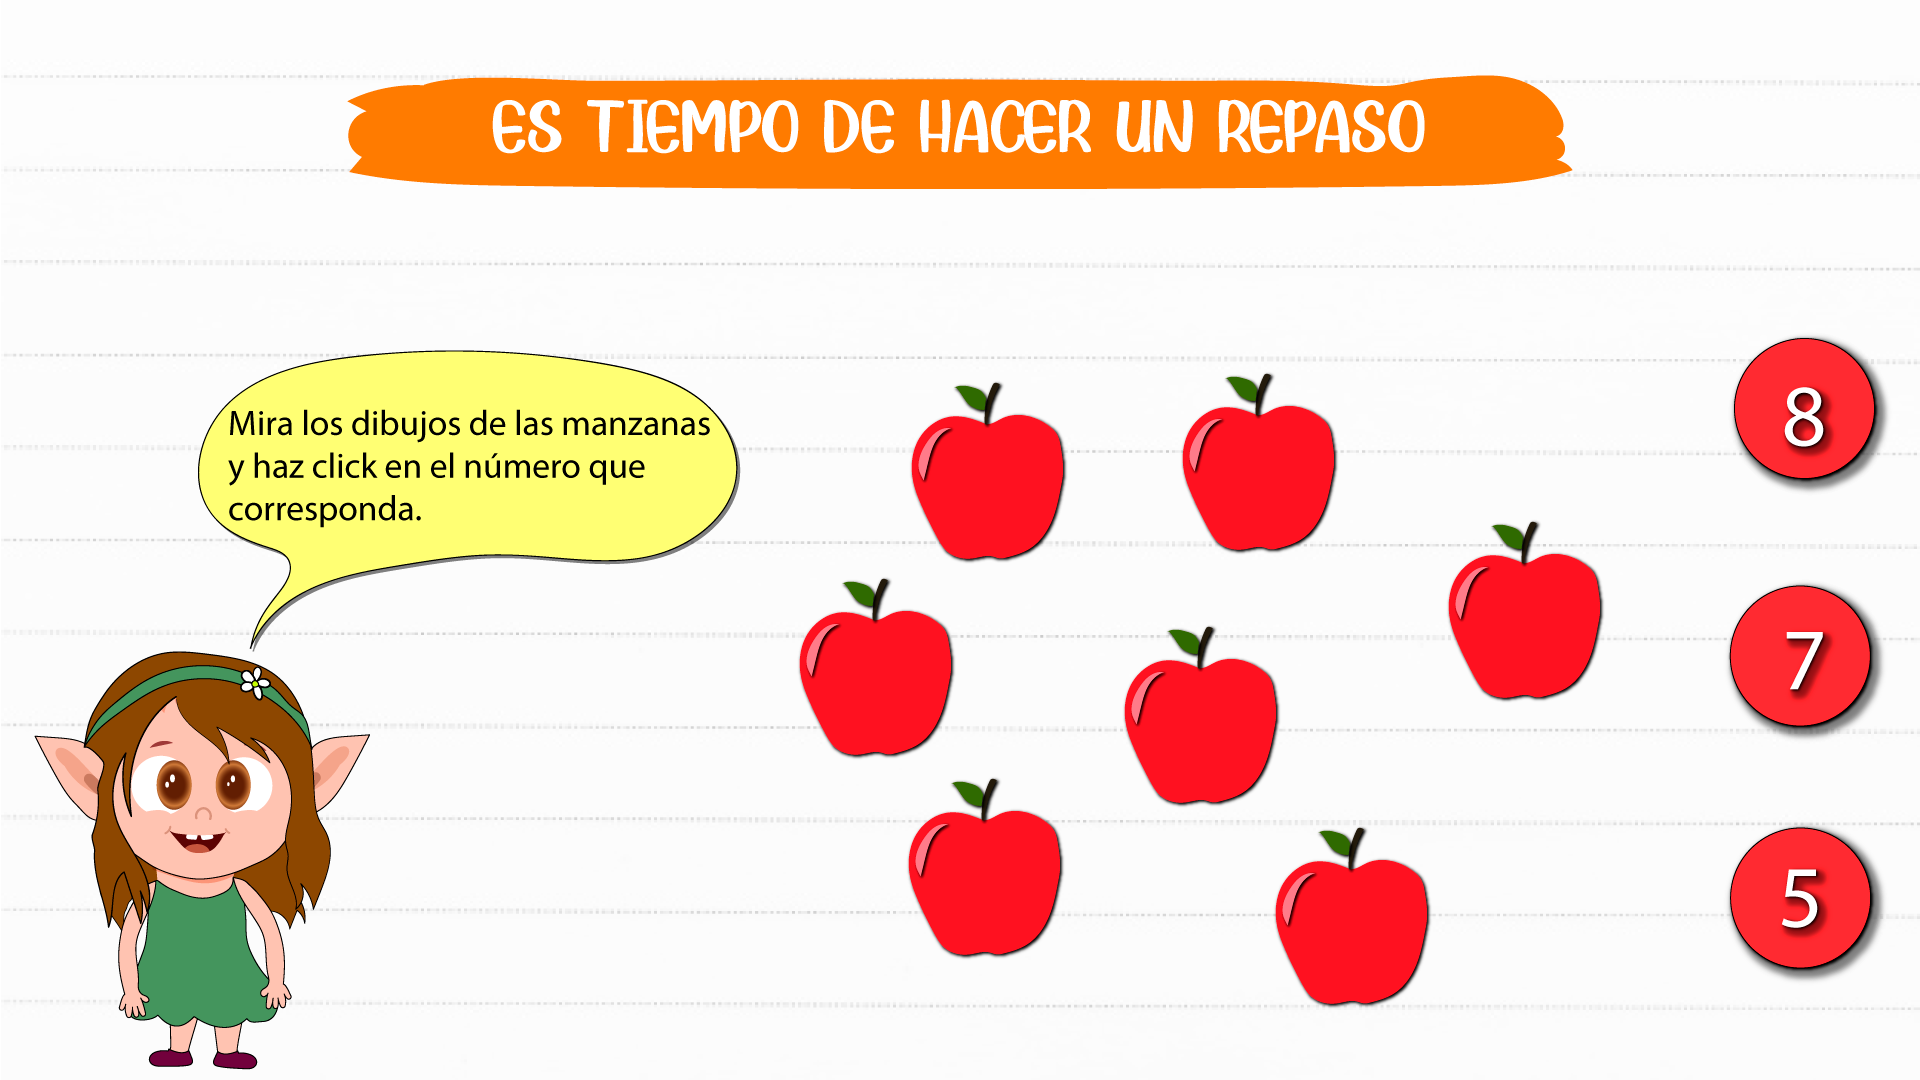 ES TIEMPO DE HACER UN REPASO
Mira los dibujos de las manzanas
y haz click en el número que
corresponda.
8
7
5